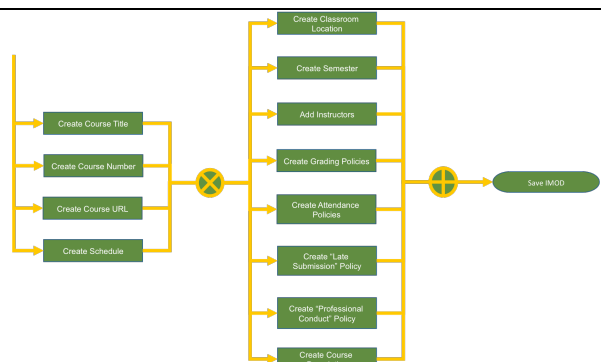 Create Course Title
Create Course Number
Create Course URL
Create Schedule
Create Classroom
Location
Create Semester
Add Instructors
Create Grading Policies
Create Attendance
Policies
Create “Late
Submission” Policy
Create “Professional
Conduct” Policy
Create Course
Save IMOD